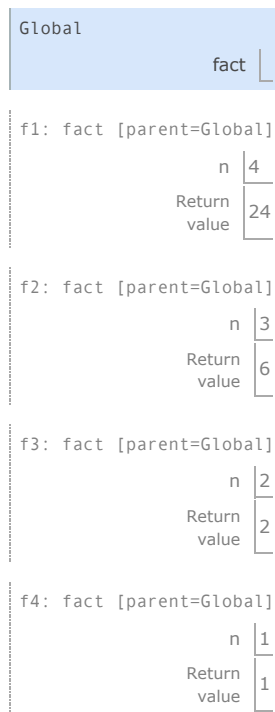 Global
fact
f1: fact [parent=Global]
n 4
Return
value 24
f2: fact [parent=Global]
n 3
Return
value 6
f3: fact [parent=Global]
n 2
Return
value 2
f4: fact [parent=Global]
n 1
Return
value 1